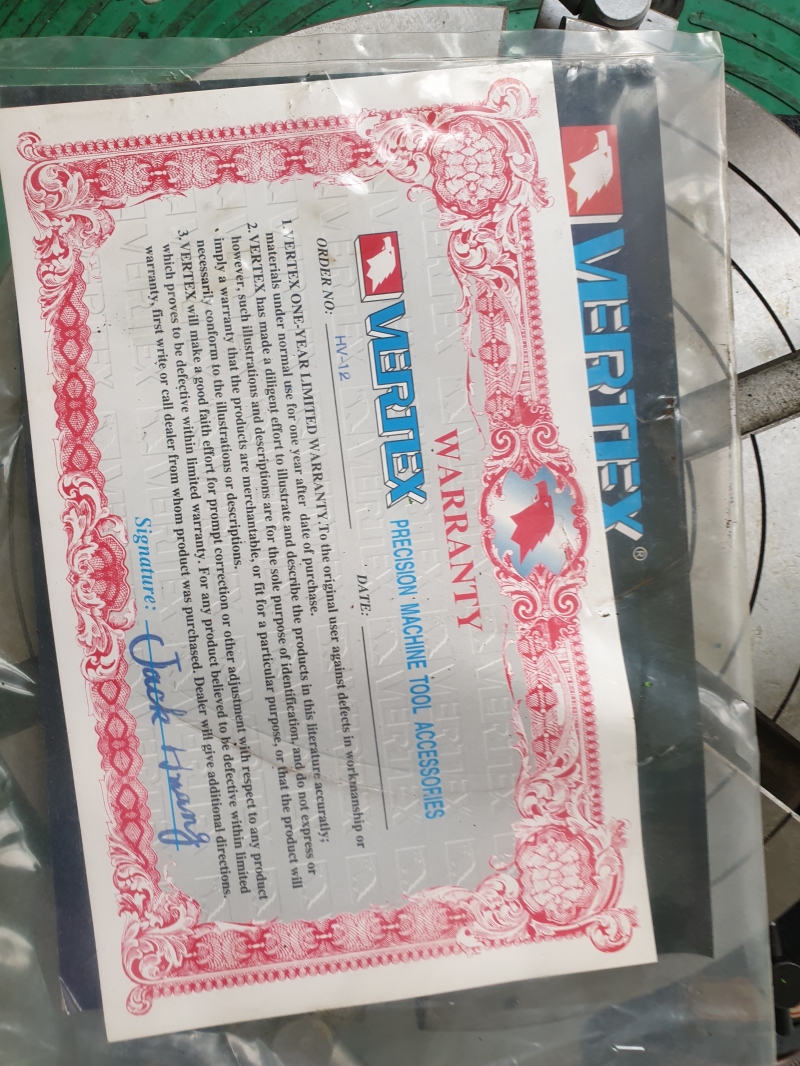 VERTEX®
WARRANTY
VERTEX PRECISION MACHINE TOOL ACCESSORIES
ORDER NO: HV-12 DATE:
1. VERTEX ONE-YEAR LIMITED WARRANTY. To the original user against defects in workmanship or
materials under normal use for one year after date of purchase.
2. VERTEX has made a diligent effort to illustrate and describe the products in this literature accurately;
however, such illustrations and descriptions are for the sole purpose of identification, and do not express or
imply a warranty that the products are merchantable, or fit for a particular purpose, or that the product will
necessarily conform to the illustrations or descriptions.
3. VERTEX will make a good faith effort for prompt correction or other adjustment with respect to any product
which proves to be defective within limited warranty. For any product believed to be defective within limited
warranty, first write or call dealer from whom product was purchased. Dealer will give additional directions.
Signature: Jack Hwang